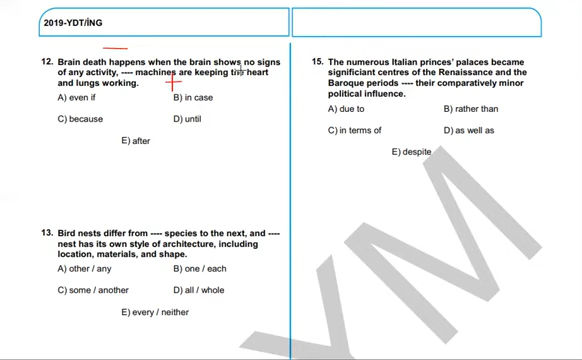 2019-YDT/İNG
12. Brain death happens when the brain shows no signs
of any activity, ---- machines are keeping the heart
and lungs working.
A) even if B) in case
C) because D) until
E) after
13. Bird nests differ from ---- species to the next, and ----
nest has its own style of architecture, including
location, materials, and shape.
A) other / any B) one / each
C) some / another D) all / whole
E) every / neither
15. The numerous Italian princes' palaces became
significiant centres of the Renaissance and the
Baroque periods ---- their comparatively minor
political influence.
A) due to B) rather than
C) in terms of D) as well as
E) despite
YM